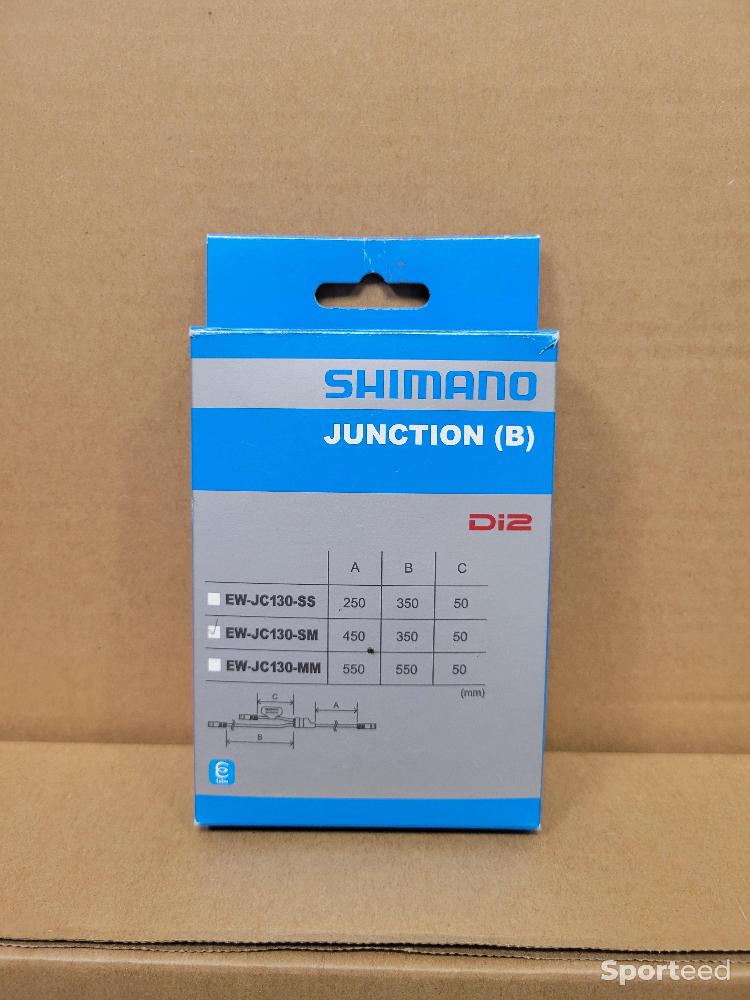 SHIMANO
JUNCTION (B)
Di2
A B C
EW-JC130-SS 250 350 50
EW-JC130-SM 450 350 50
EW-JC130-MM 550 550 50
(mm)
C
A
B
Sporteed